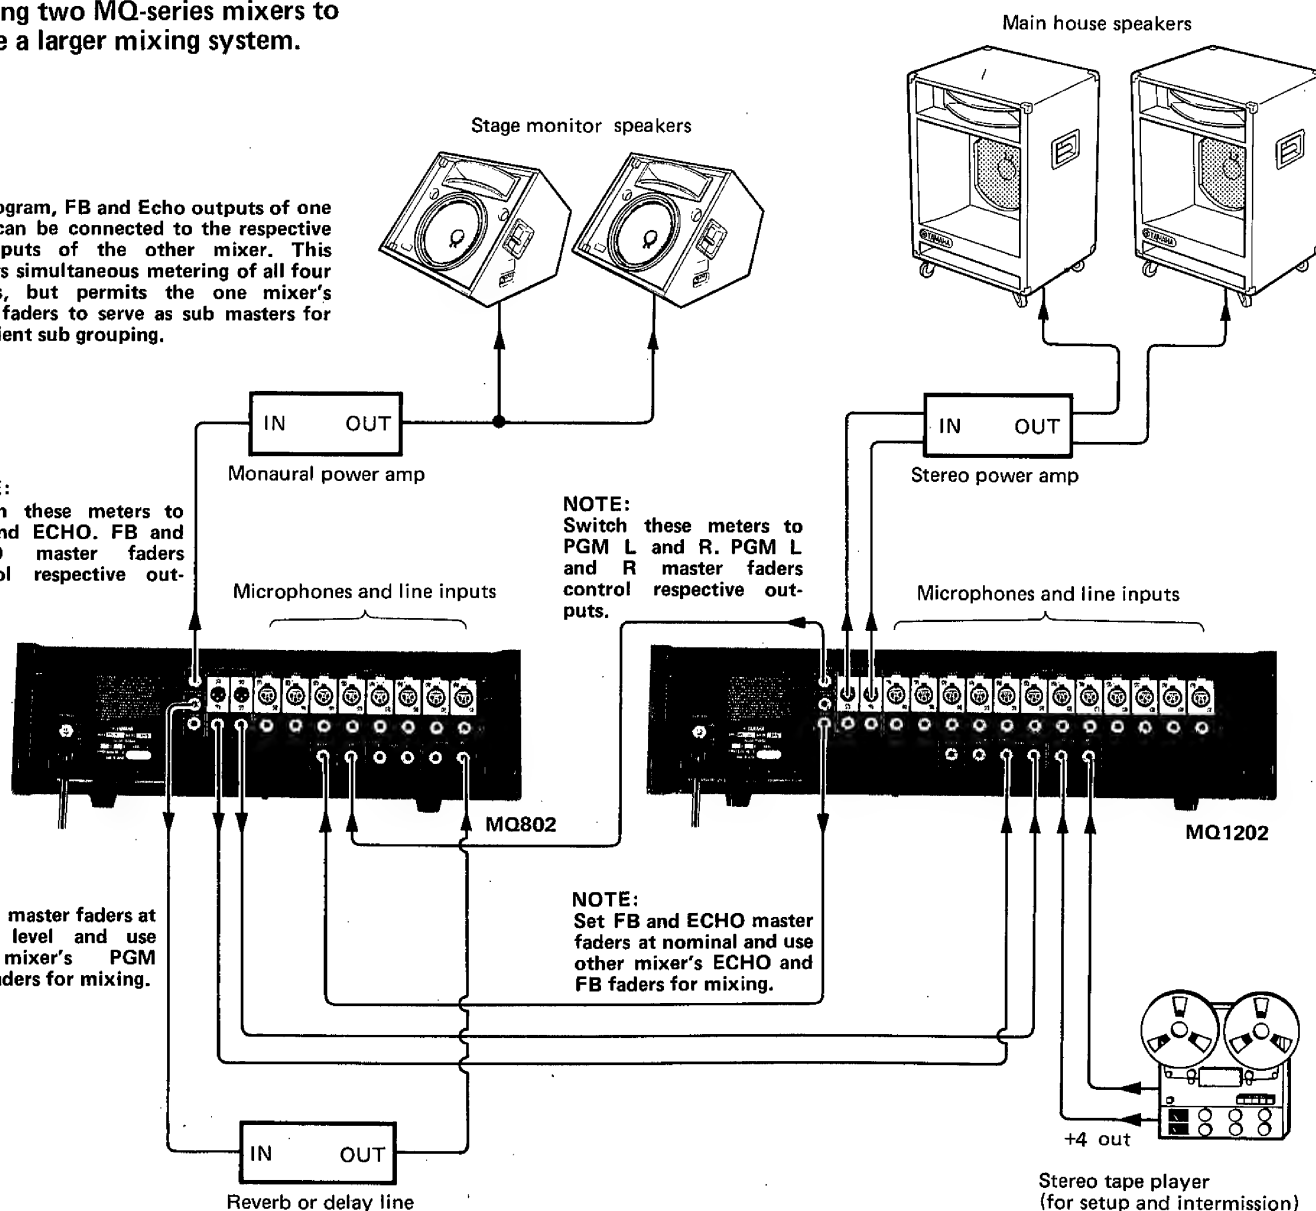 ng two MQ-series mixers to
e a larger mixing system.
Main house speakers
Stage monitor speakers
YAMAHA
YAMAHA
ogram, FB and Echo outputs of one
can be connected to the respective
puts of the other mixer. This
s simultaneous metering of all four
s, but permits the one mixer's
faders to serve as sub masters for
ient sub grouping.
IN OUT
Monaural power amp
IN OUT
Stereo power amp
E:
h these meters to
nd ECHO. FB and
O master faders
ol respective out-
NOTE:
Switch these meters to
PGM L and R. PGM L
and R master faders
control respective out-
puts.
Microphones and line inputs
Microphones and line inputs
MQ802
MQ1202
master faders at
level and use
mixer's PGM
ders for mixing.
NOTE:
Set FB and ECHO master
faders at nominal and use
other mixer's ECHO and
FB faders for mixing.
IN OUT
Reverb or delay line
+4 out
Stereo tape player
(for setup and intermission)